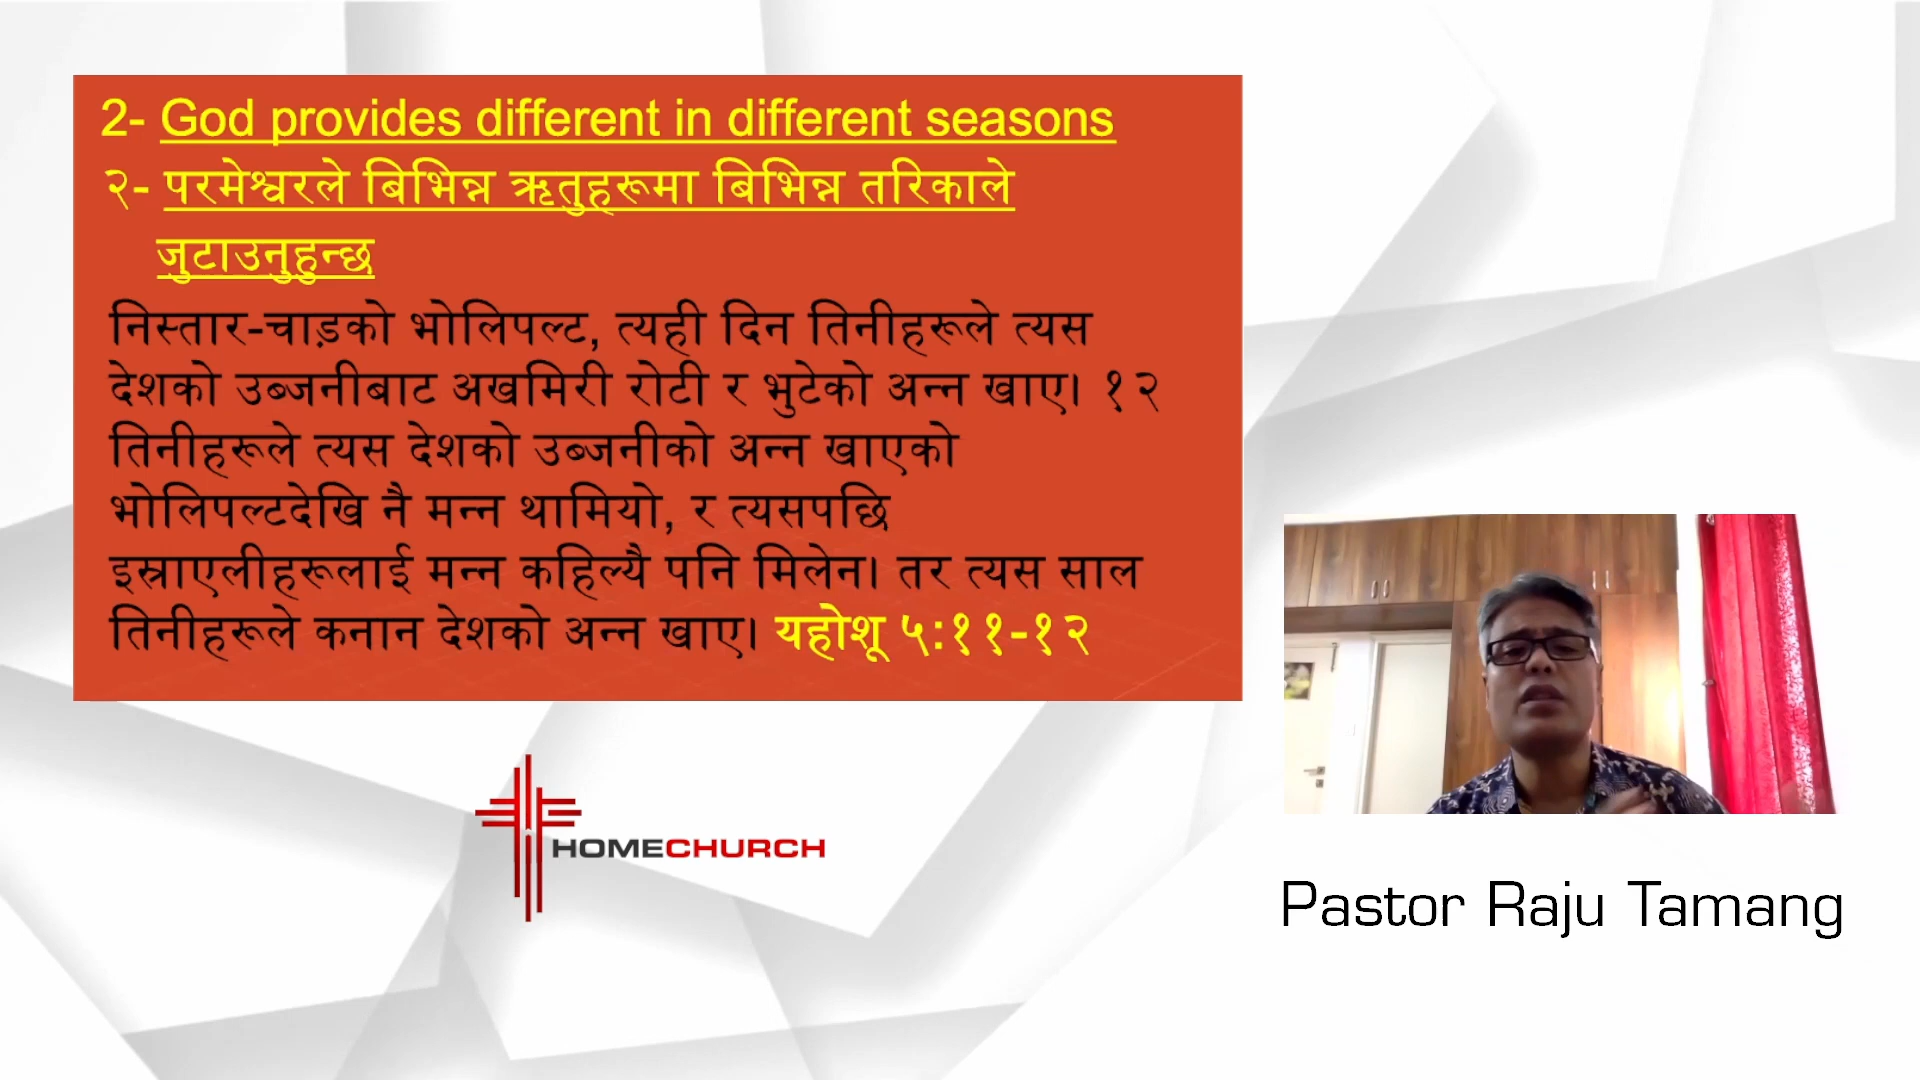 2- God provides different in different seasons
२- परमेश्वरले बिभिन्न ऋतुहरूमा बिभिन्न तरिकाले
जुटाउनुहुन्छ
निस्तार-चाड़को भोलिपल्ट, त्यही दिन तिनीहरूले त्यस
देशको उब्जनीबाट अखमिरी रोटी र भुटेको अन्न खाए। १२
तिनीहरूले त्यस देशको उब्जनीको अन्न खाएको
भोलिपल्टदेखि नै मन्न थामियो, र त्यसपछि
इस्राएलीहरूलाई मन्न कहिल्यै पनि मिलेन। तर त्यस साल
तिनीहरूले कनान देशको अन्न खाए। यहोशू ५:११-१२
HOMECHURCH
Pastor Raju Tamang